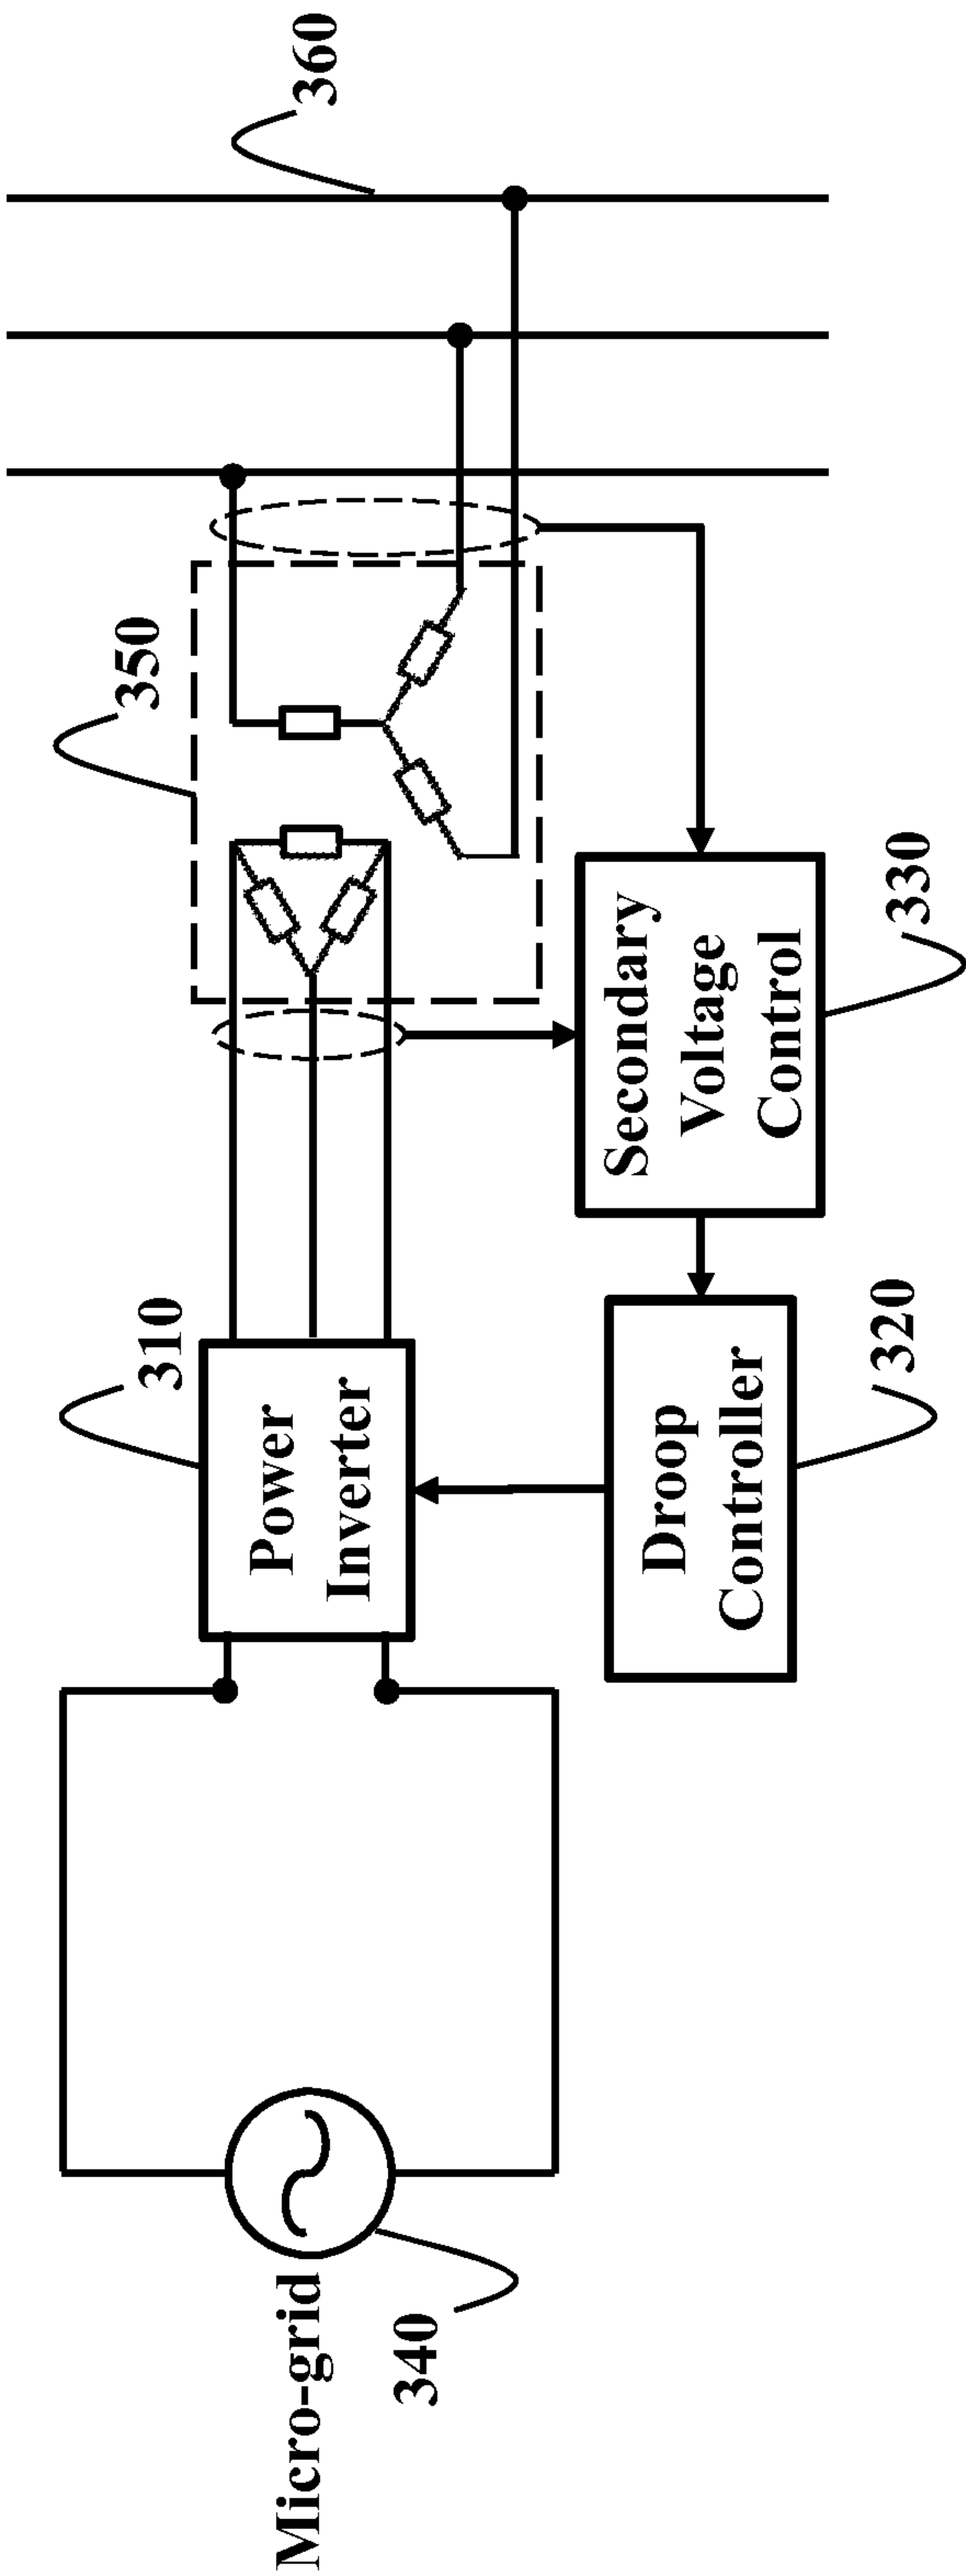 Micro-grid
340
310
Power
Inverter
350
360
Droop
Controller
320
Secondary
Voltage
Control
330